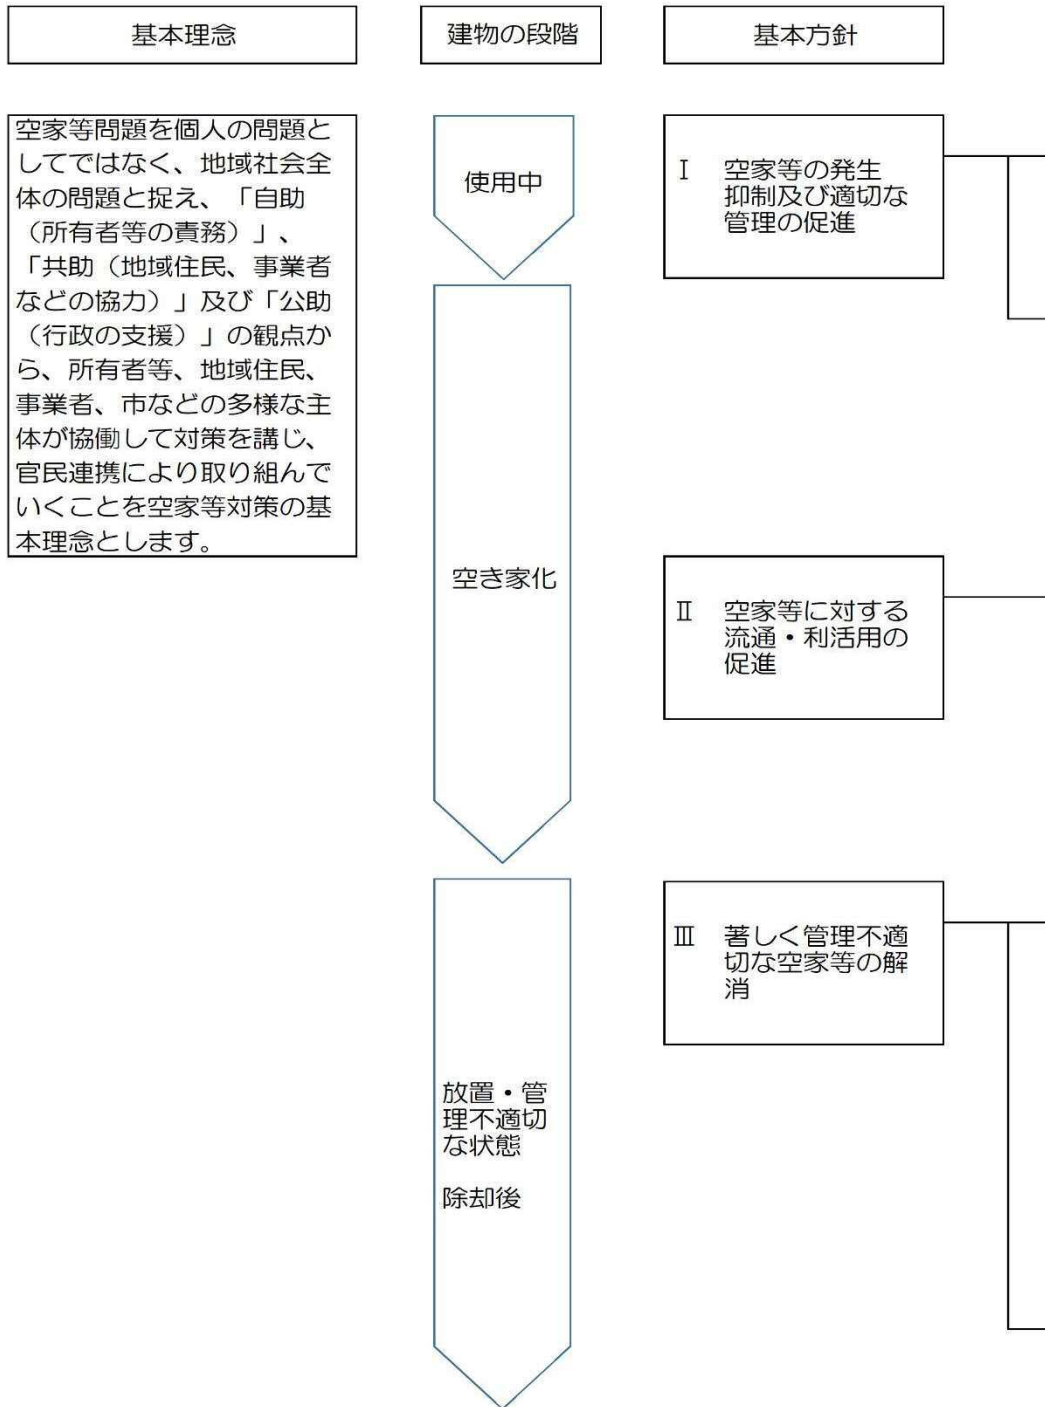 基本理念
建物の段階
基本方針
空家等問題を個人の問題と
してではなく、地域社会全
体の問題と捉え、「自助
（所有者等の責務）」、
「共助（地域住民、事業者
などの協力）」及び「公助
（行政の支援）」の観点か
ら、所有者等、地域住民、
事業者、市などの多様な主
体が協働して対策を講じ、
官民連携により取り組んで
いくことを空家等対策の基
本理念とします。
使用中
空き家化
放置・管
理不適切
な状態
除却後
Ⅰ 空家等の発生
抑制及び適切な
管理の促進
Ⅱ 空家等に対する
流通・利活用の
促進
Ⅲ 著しく管理不適
切な空家等の解
消